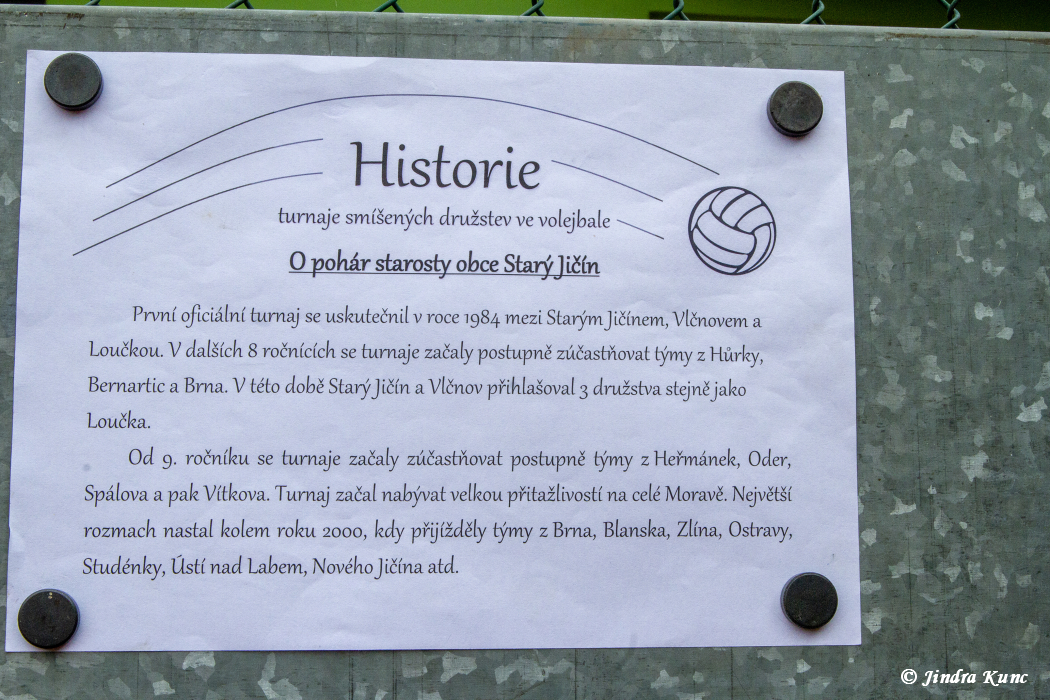 Historie
turnaje smíšených družstev ve volejbale
O pohár starosty obce Starý Jičín
První oficiální turnaj se uskutečnil v roce 1984 mezi Starým Jičínem, Vlčnovem a
Loučkou. V dalších 8 ročnících se turnaje začaly postupně zúčastňovat týmy z Hůrky,
Bernartic a Brna. V této době Starý Jičín a Vlčnov přihlašoval 3 družstva stejně jako
Loučka.
Od 9. ročníku se turnaje začaly zúčastňovat postupně týmy z Heřmánek, Oder,
Spálova a pak Vítkova. Turnaj začal nabývat velkou přitažlivostí na celé Moravě. Největší
rozmach nastal kolem roku 2000, kdy přijížděly týmy z Brna, Blanska, Zlína, Ostravy,
Studénky, Ústí nad Labem, Nového Jičína atd.
© Jindra Kunc